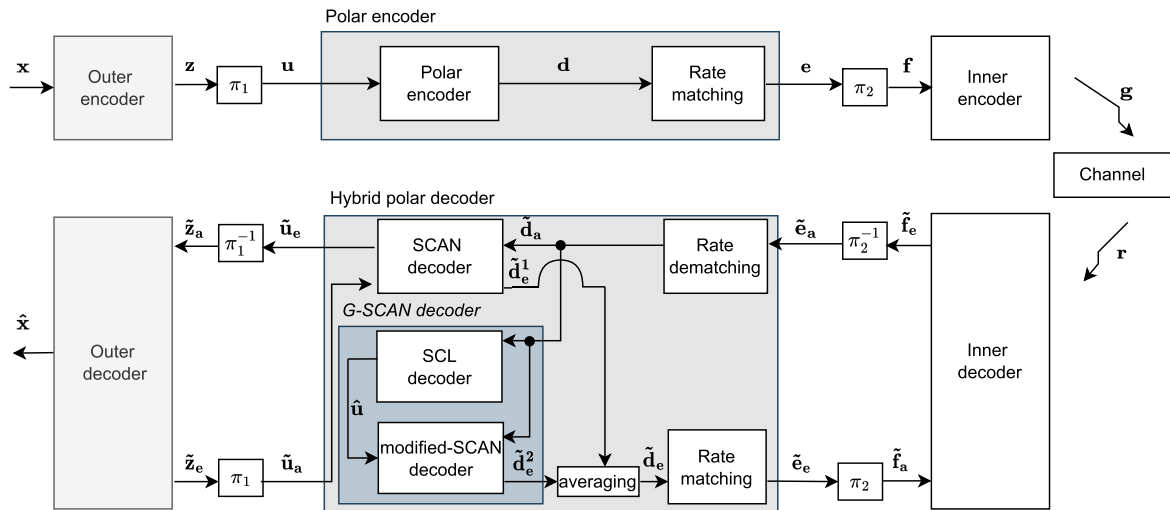 Polar encoder
x
Outer
encoder
z
π₁
u
Polar
encoder
d
Rate
matching
e
π₂
f
Inner
encoder
g
Channel
r
Hybrid polar decoder
z̃ₐ
π₁⁻¹
ũₑ
SCAN
decoder
d̃ₐ
d̃ₑ¹
Rate
dematching
ẽₐ
π₂⁻¹
f̃ₑ
G-SCAN decoder
x̂
Outer
decoder
SCL
decoder
û
Inner
decoder
z̃ₑ
π₁
ũₐ
modified-SCAN
decoder
d̃ₑ²
averaging
d̃ₑ
Rate
matching
ẽₑ
π₂
f̃ₐ